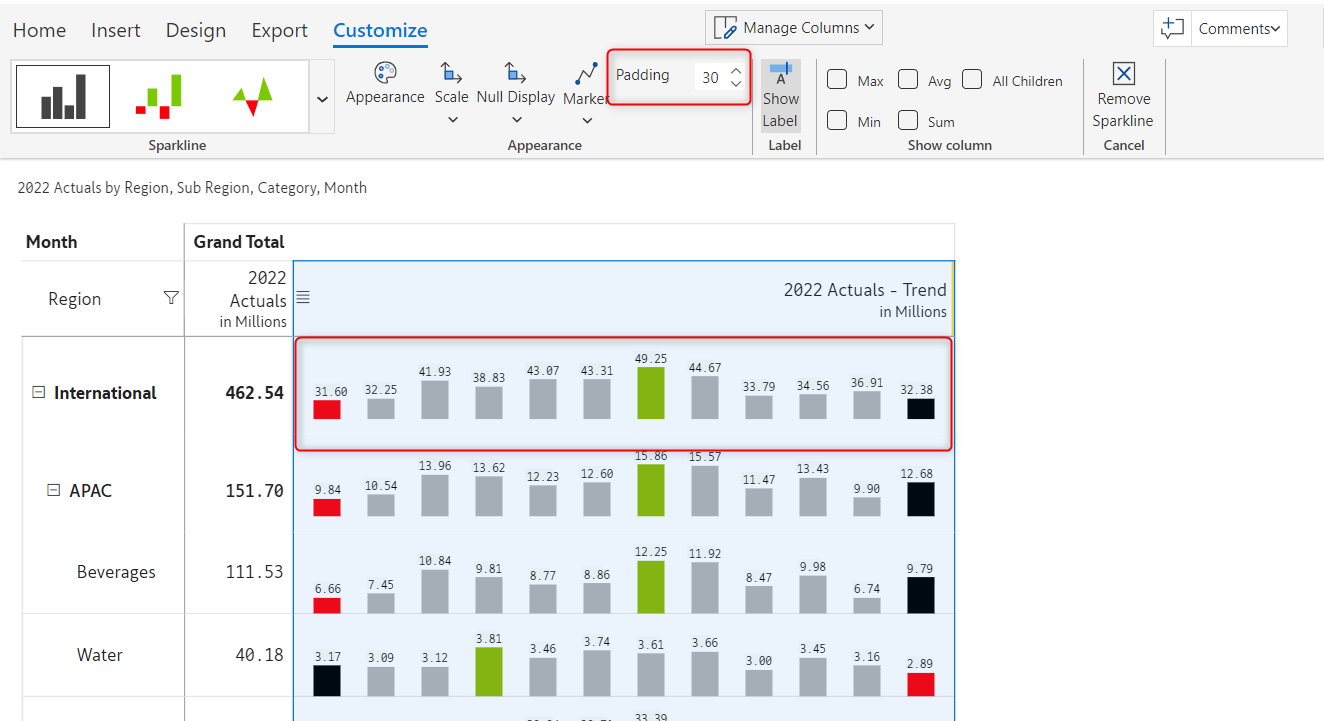 Home Insert Design Export Customize Manage Columns Comments
Appearance Scale Null Display Marker Padding 30 A Show Label Max Avg All Children Remove Sparkline
Min Sum
Sparkline Appearance Label Show column Cancel
2022 Actuals by Region, Sub Region, Category, Month
Month Grand Total
Region 2022 Actuals in Millions 2022 Actuals - Trend in Millions
International 462.54 31.60 32.25 41.93 38.83 43.07 43.31 49.25 44.67 33.79 34.56 36.91 32.38
APAC 151.70 9.84 10.54 13.96 13.62 12.23 12.60 15.86 15.57 11.47 13.43 9.90 12.68
Beverages 111.53 6.66 7.45 10.84 9.81 8.77 8.86 12.25 11.92 8.47 9.98 6.74 9.79
Water 40.18 3.17 3.09 3.12 3.81 3.46 3.74 3.61 3.66 3.00 3.45 3.16 2.89
33.39